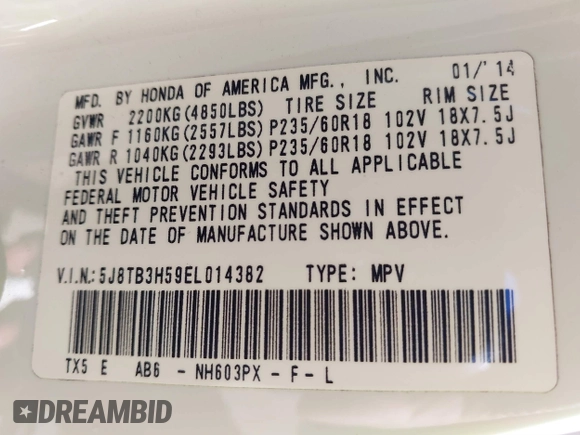 MFD. BY HONDA OF AMERICA MFG., INC. 01/'14
GVWR 2200KG(4850LBS) TIRE SIZE RIM SIZE
GAWR F 1160KG(2557LBS) P235/60R18 102V 18X7.5J
GAWR R 1040KG(2293LBS) P235/60R18 102V 18X7.5J
THIS VEHICLE CONFORMS TO ALL APPLICABLE
FEDERAL MOTOR VEHICLE SAFETY
AND THEFT PREVENTION STANDARDS IN EFFECT
ON THE DATE OF MANUFACTURE SHOWN ABOVE.
V.I.N.:5J8TB3H59EL014382 TYPE: MPV
TX5 E AB6 - NH603PX - F - L
DREAMBID